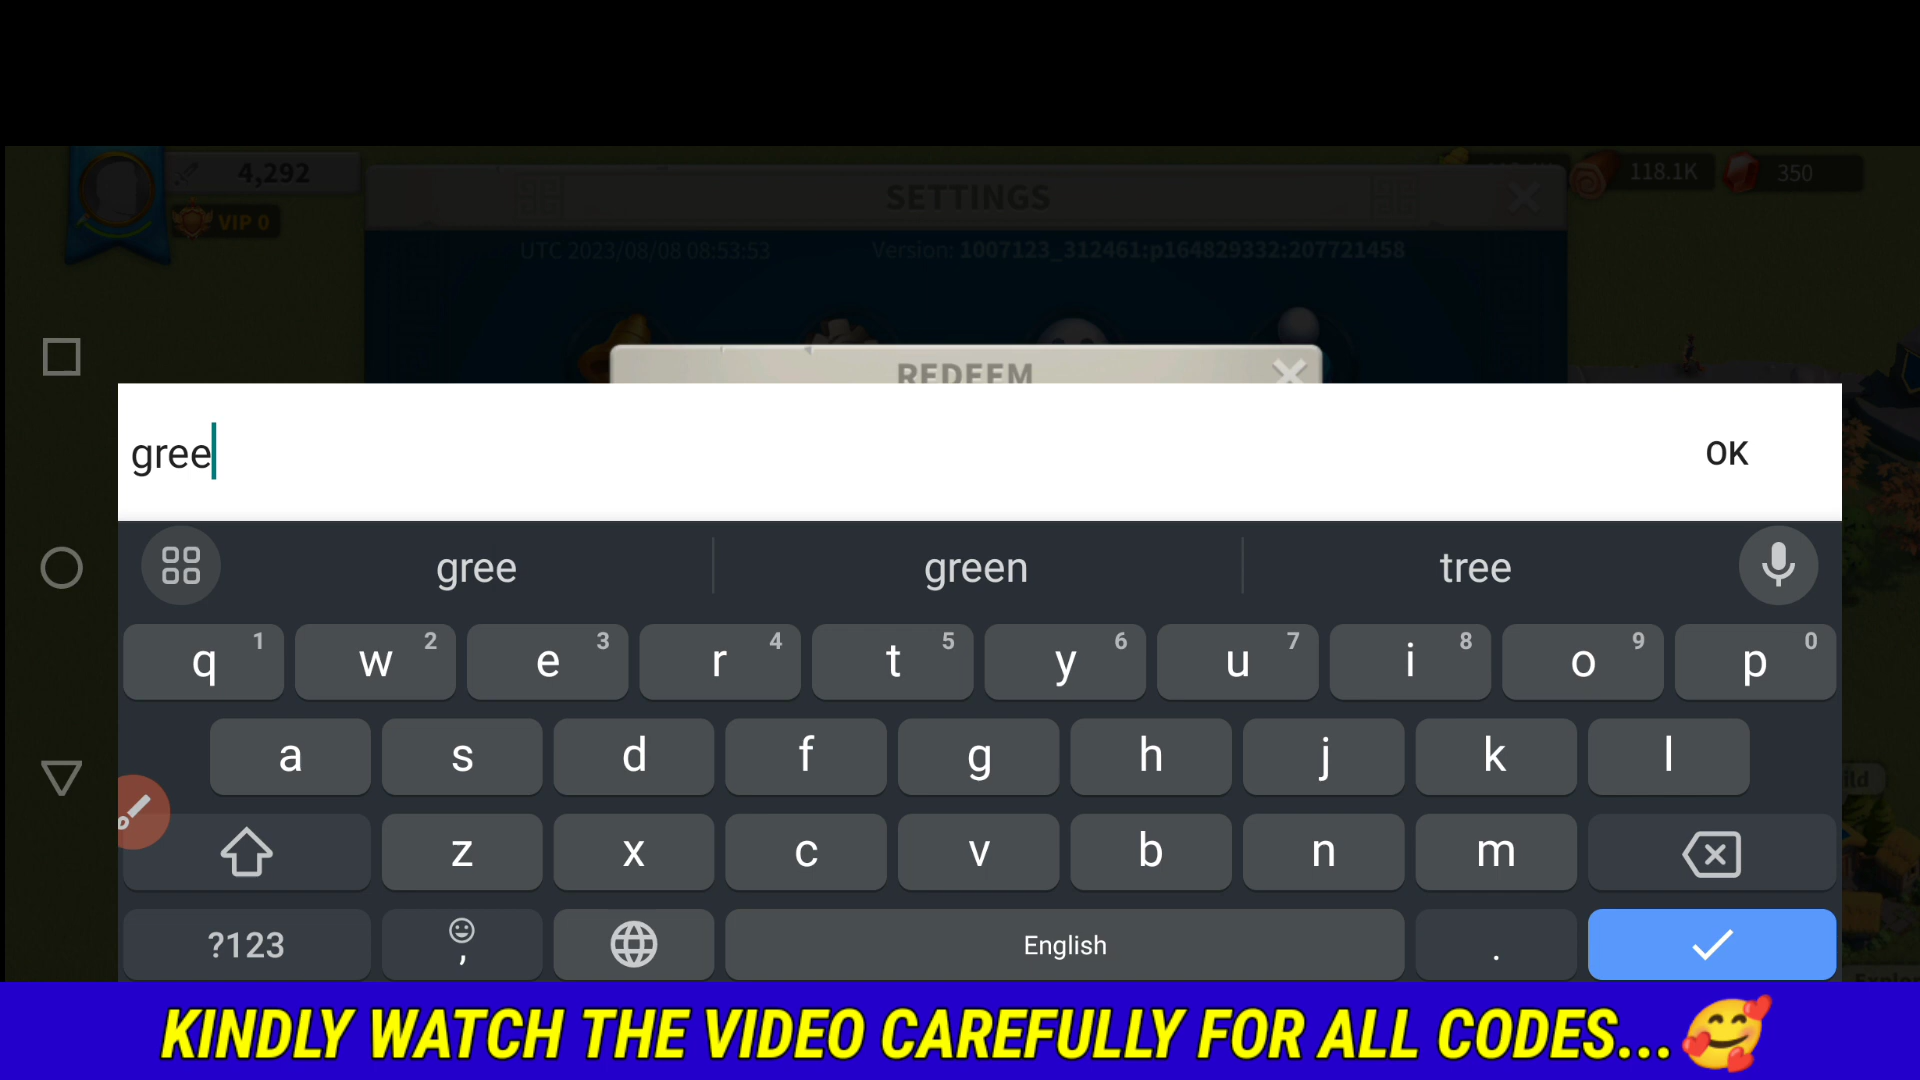 4,292
118.1K
350
SETTINGS
VIP 0
UTC 2023/08/08 08:53:53
Version: 1007123_312461:p164829332:207721458
REDEEM
gree
OK
gree
green
tree
q 1 w 2 e 3 r 4 t 5 y 6 u 7 i 8 o 9 p 0
a s d f g h j k l
z x c v b n m
?123 , English .
KINDLY WATCH THE VIDEO CAREFULLY FOR ALL CODES...